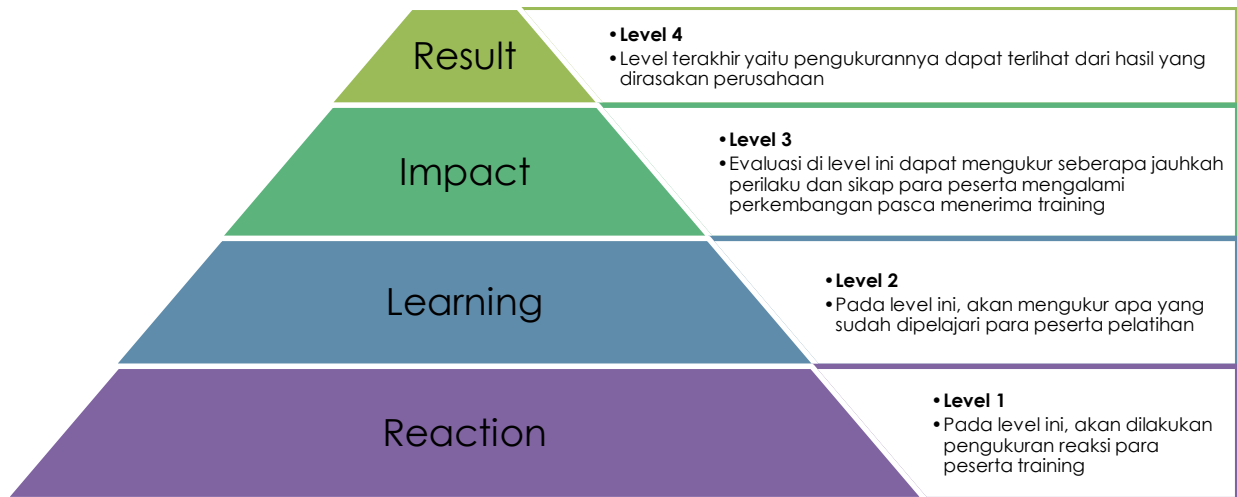 Result
•Level 4
•Level terakhir yaitu pengukurannya dapat terlihat dari hasil yang
dirasakan perusahaan
Impact
•Level 3
•Evaluasi di level ini dapat mengukur seberapa jauhkah
perilaku dan sikap para peserta mengalami
perkembangan pasca menerima training
Learning
•Level 2
•Pada level ini, akan mengukur apa yang
sudah dipelajari para peserta pelatihan
Reaction
•Level 1
•Pada level ini, akan dilakukan
pengukuran reaksi para
peserta training